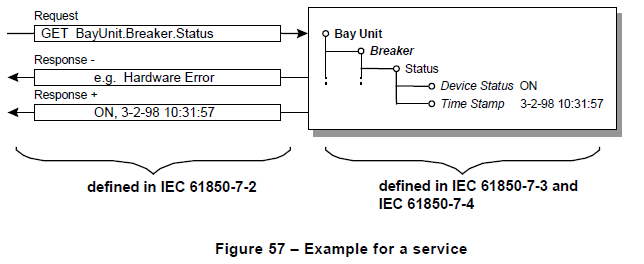 Request
GET BayUnit.Breaker.Status
Response -
e.g. Hardware Error
Response +
ON, 3-2-98 10:31:57
Bay Unit
Breaker
Status
Device Status ON
Time Stamp 3-2-98 10:31:57
defined in IEC 61850-7-2
defined in IEC 61850-7-3 and
IEC 61850-7-4
Figure 57 – Example for a service